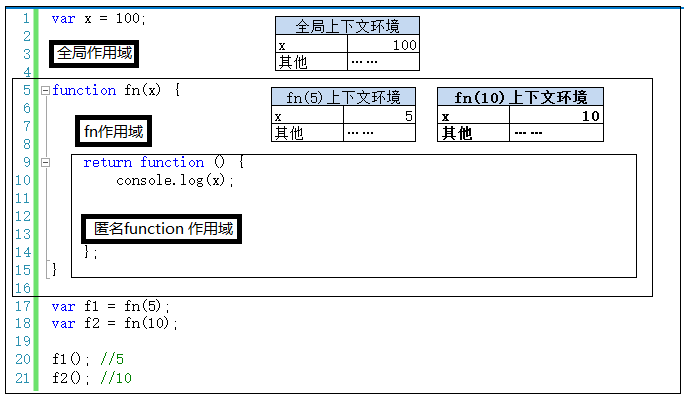 1 var x = 100;
2
3 全局作用域
4
全局上下文环境
x 100
其他 ……
5 function fn(x) {
6
7 fn作用域
8
fn(5)上下文环境
x 5
其他 ……
fn(10)上下文环境
x 10
其他 ……
9 return function () {
10 console.log(x);
11
12
13 匿名function 作用域
14 };
15 }
16
17 var f1 = fn(5);
18 var f2 = fn(10);
19
20 f1(); //5
21 f2(); //10